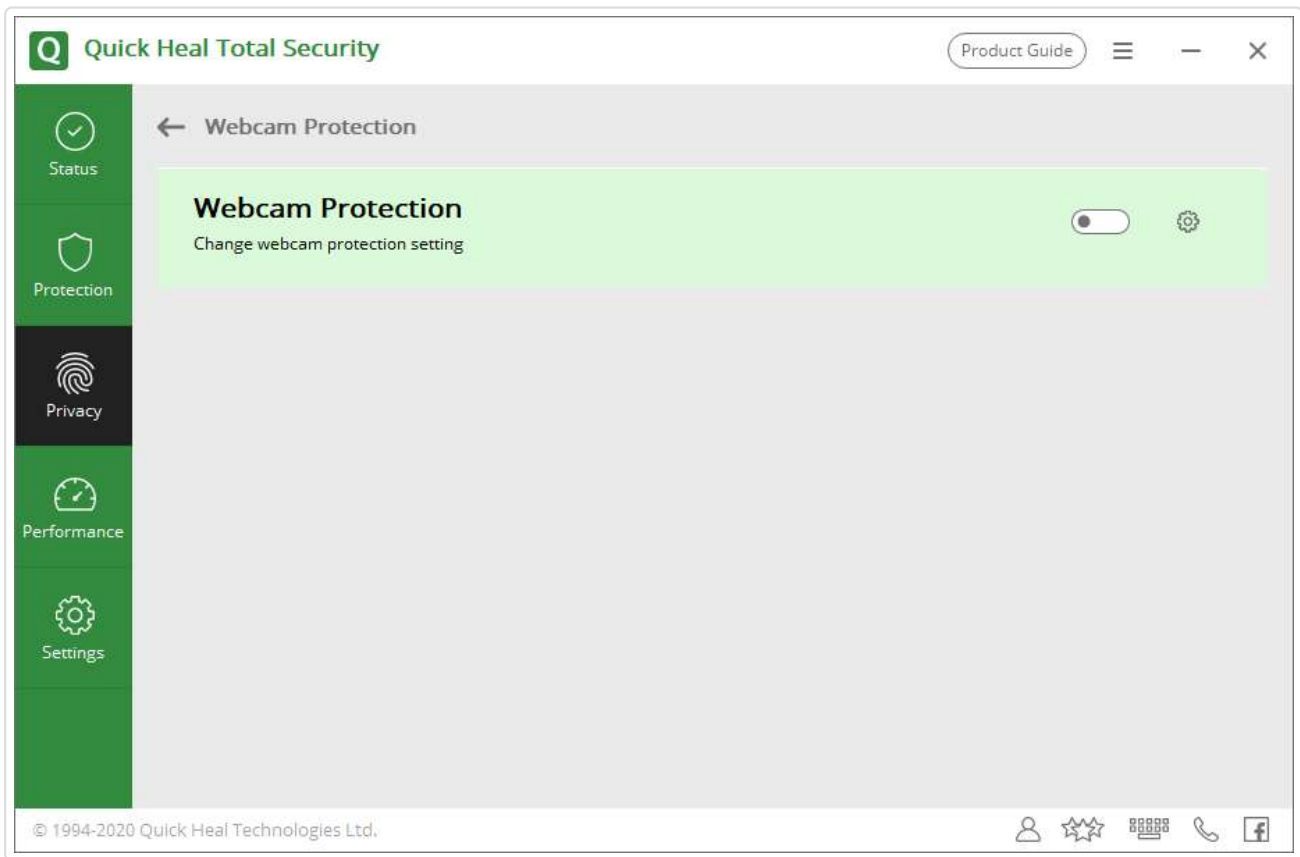 Q Quick Heal Total Security
Product Guide
Status
Protection
Privacy
Performance
Settings
Webcam Protection
Webcam Protection
Change webcam protection setting
© 1994-2020 Quick Heal Technologies Ltd.
f